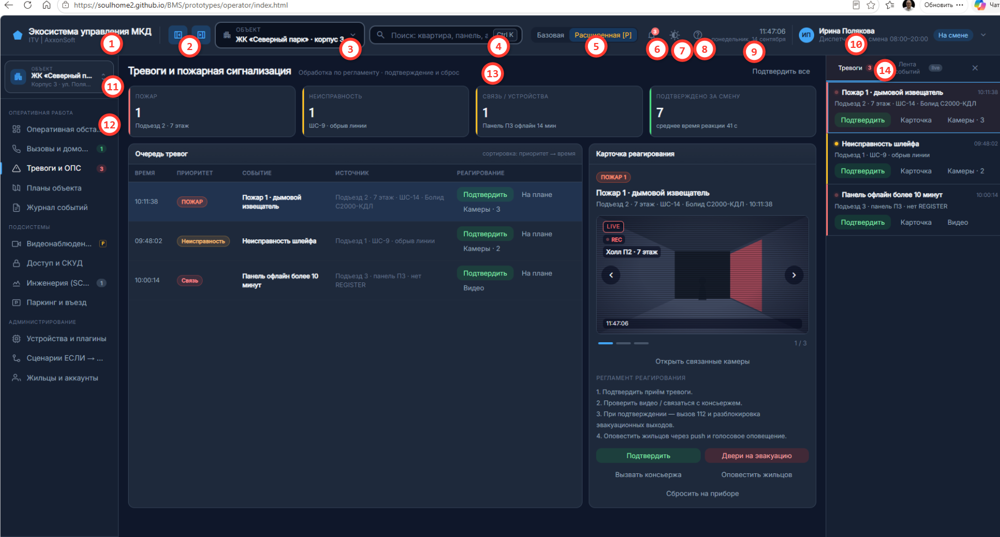 https://soulhome2.github.io/BMS/prototypes/operator/index.html
Обновить ···
Чат
Экосистема управления МКД
ITV | AxxonSoft
1
2
ОБЪЕКТ
ЖК «Северный парк» · корпус 3
3
Поиск: квартира, панель, а
Ctrl K
4
Базовая
Расширенная [P]
5
3
6
7
8
11:47:06
понедельник, 14 сентября
9
ИП
Ирина Полякова
смена 08:00–20:00
10
На смене
ОБЪЕКТ
ЖК «Северный п...
Корпус 3 · ул. Поля...
11
ОПЕРАТИВНАЯ РАБОТА
Оперативная обста...
12
Вызовы и домо...
1
Тревоги и ОПС
3
Планы объекта
Журнал событий
ПОДСИСТЕМЫ
Видеонаблюден...
P
Доступ и СКУД
Инженерия (SC...
1
Паркинг и въезд
АДМИНИСТРИРОВАНИЕ
Устройства и плагины
Сценарии ЕСЛИ → ...
Жильцы и аккаунты
Тревоги и пожарная сигнализация
Обработка по регламенту · подтверждение и сброс
13
Подтвердить все
ПОЖАР
1
Подъезд 2 · 7 этаж
НЕИСПРАВНОСТЬ
1
ШС-9 · обрыв линии
СВЯЗЬ / УСТРОЙСТВА
1
Панель П3 офлайн 14 мин
ПОДТВЕРЖДЕНО ЗА СМЕНУ
7
среднее время реакции 41 с
Очередь тревог
сортировка: приоритет → время
ВРЕМЯ ПРИОРИТЕТ СОБЫТИЕ ИСТОЧНИК РЕАГИРОВАНИЕ
10:11:38
ПОЖАР
Пожар 1 · дымовой
извещатель
Подъезд 2 · 7 этаж · ШС-14 · Болид
С2000-КДЛ
Подтвердить На плане
Камеры · 3
09:48:02
Неисправность
Неисправность шлейфа
Подъезд 1 · ШС-9 · обрыв линии
Подтвердить На плане
Камеры · 2
10:00:14
Связь
Панель офлайн более 10
минут
Подъезд 3 · панель П3 · нет
REGISTER
Подтвердить На плане
Видео
Карточка реагирования
ПОЖАР 1
Пожар 1 · дымовой извещатель
Подъезд 2 · 7 этаж · ШС-14 · Болид С2000-КДЛ · 10:11:38
LIVE
REC
Холл П2 · 7 этаж
11:47:06
1 / 3
Открыть связанные камеры
РЕГЛАМЕНТ РЕАГИРОВАНИЯ
1. Подтвердить приём тревоги.
2. Проверить видео / связаться с консьержем.
3. При подтверждении — вызов 112 и разблокировка
эвакуационных выходов.
4. Оповестить жильцов через push и голосовое оповещение.
Подтвердить Двери на эвакуацию
Вызвать консьержа Оповестить жильцов
Сбросить на приборе
Тревоги 3
14
Лента
событий
live
Пожар 1 · дымовой извещатель 10:11:38
Подъезд 2 · 7 этаж · ШС-14 · Болид С2000-КДЛ
Подтвердить Карточка Камеры · 3
Неисправность шлейфа 09:48:02
Подъезд 1 · ШС-9 · обрыв линии
Подтвердить Карточка Камеры · 2
Панель офлайн более 10 минут 10:00:14
Подъезд 3 · панель П3 · нет REGISTER
Подтвердить Карточка Видео